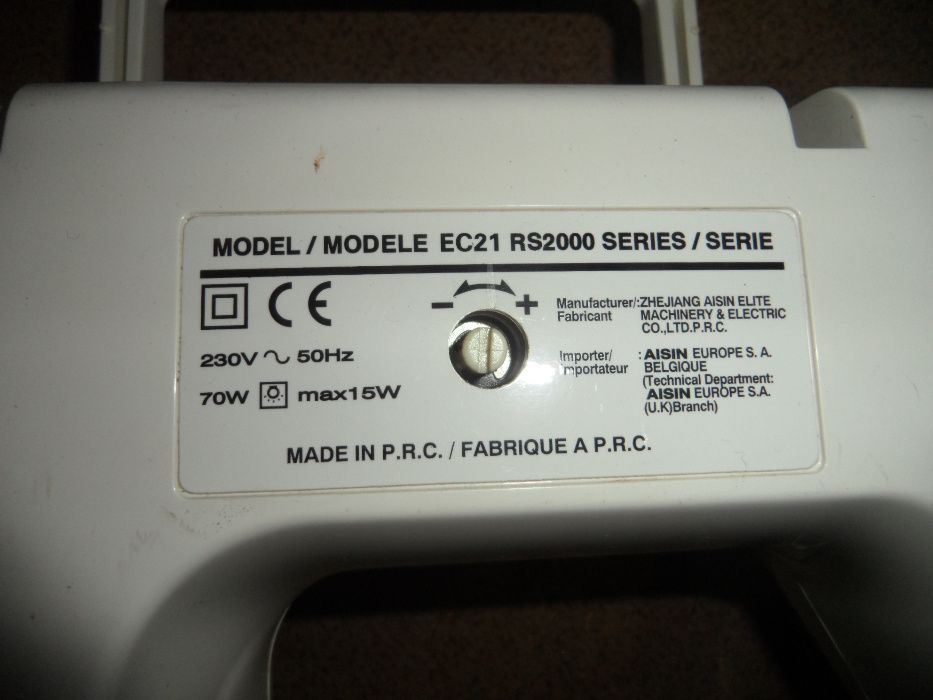 MODEL / MODELE EC21 RS2000 SERIES / SERIE
CE
230V ∿ 50Hz
70W max15W
− +
Manufacturer/: ZHEJIANG AISIN ELITE
Fabricant MACHINERY & ELECTRIC
CO.,LTD.P.R.C.
Importer/ : AISIN EUROPE S. A.
Importateur BELGIQUE
(Technical Department:
AISIN EUROPE S.A.
(U.K)Branch)
MADE IN P.R.C. / FABRIQUE A P.R.C.